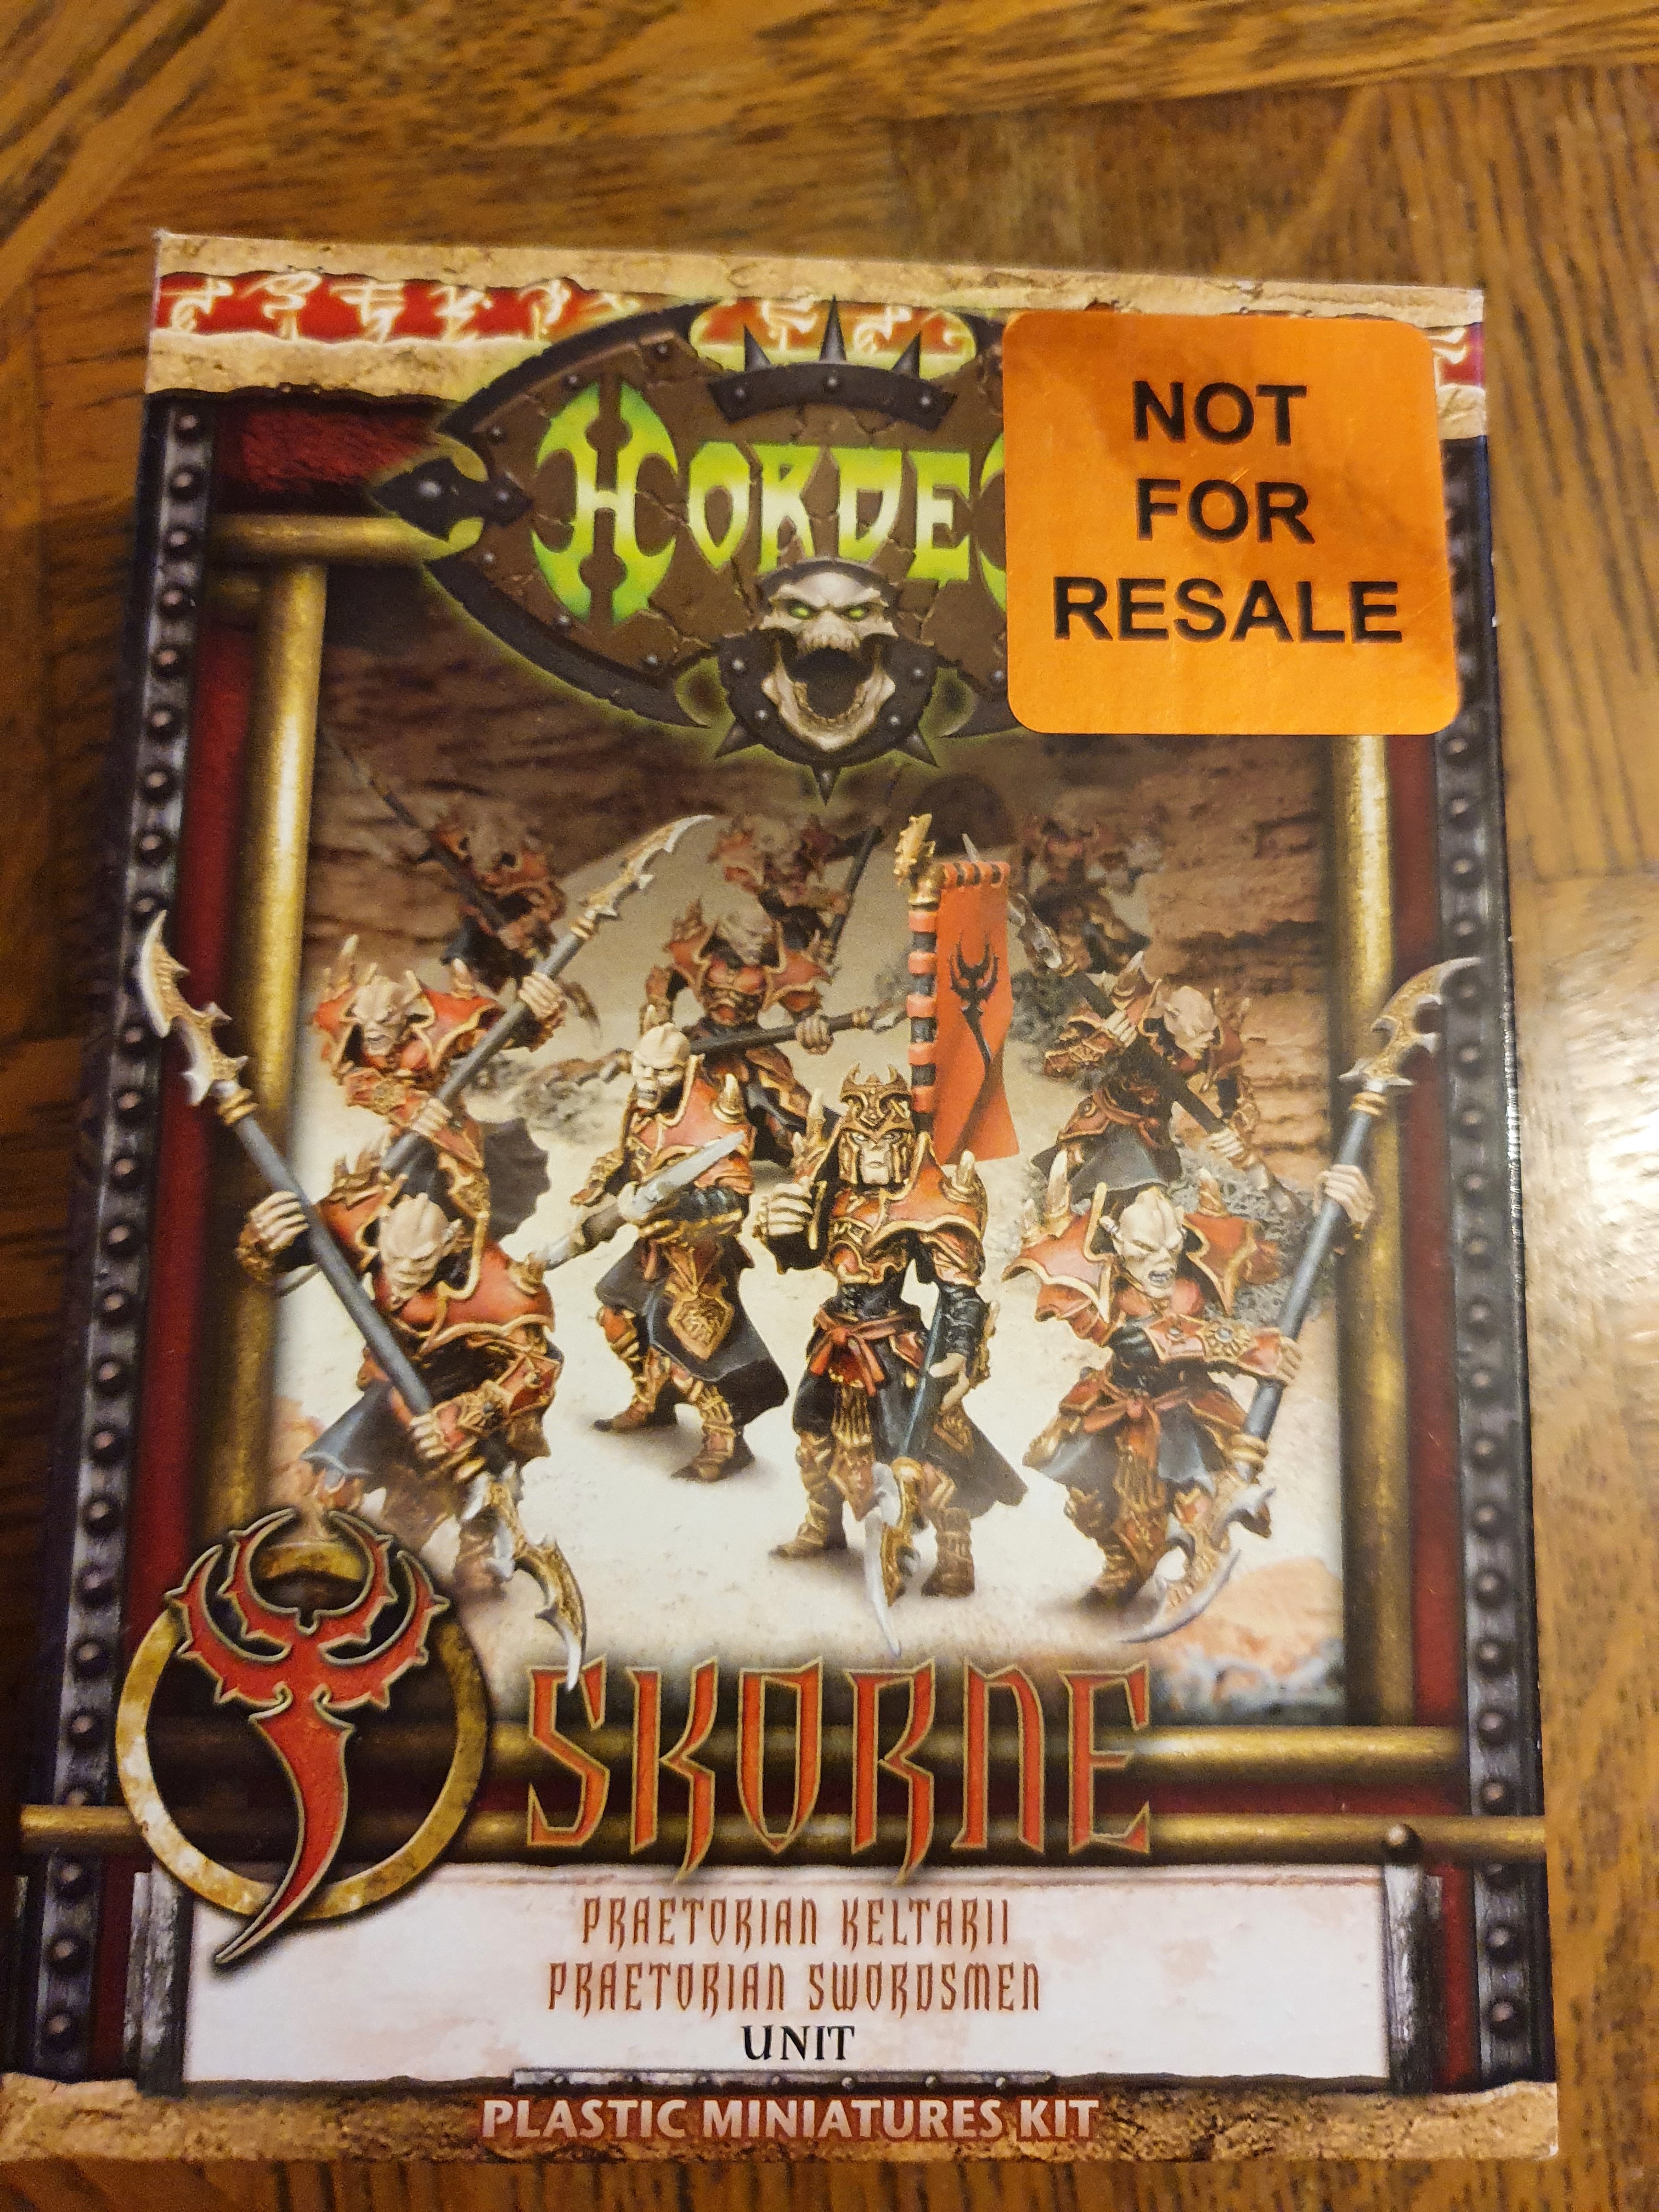 HORDES
NOT
FOR
RESALE
SKORNE
PRAETORIAN KELTARII
PRAETORIAN SWORDSMEN
UNIT
PLASTIC MINIATURES KIT